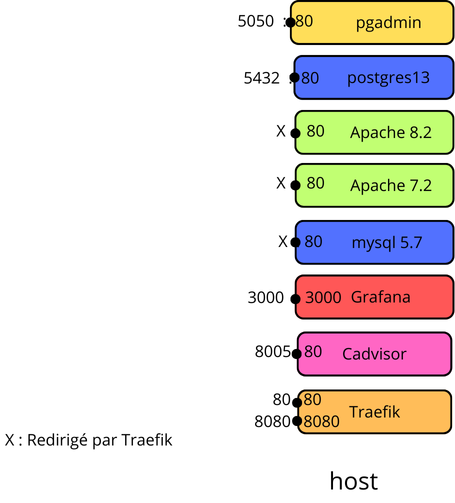 5050 : 80 pgadmin
5432 : 80 postgres13
X 80 Apache 8.2
X 80 Apache 7.2
X 80 mysql 5.7
3000 3000 Grafana
8005 80 Cadvisor
80 80
Traefik
8080 8080
X : Redirigé par Traefik
host